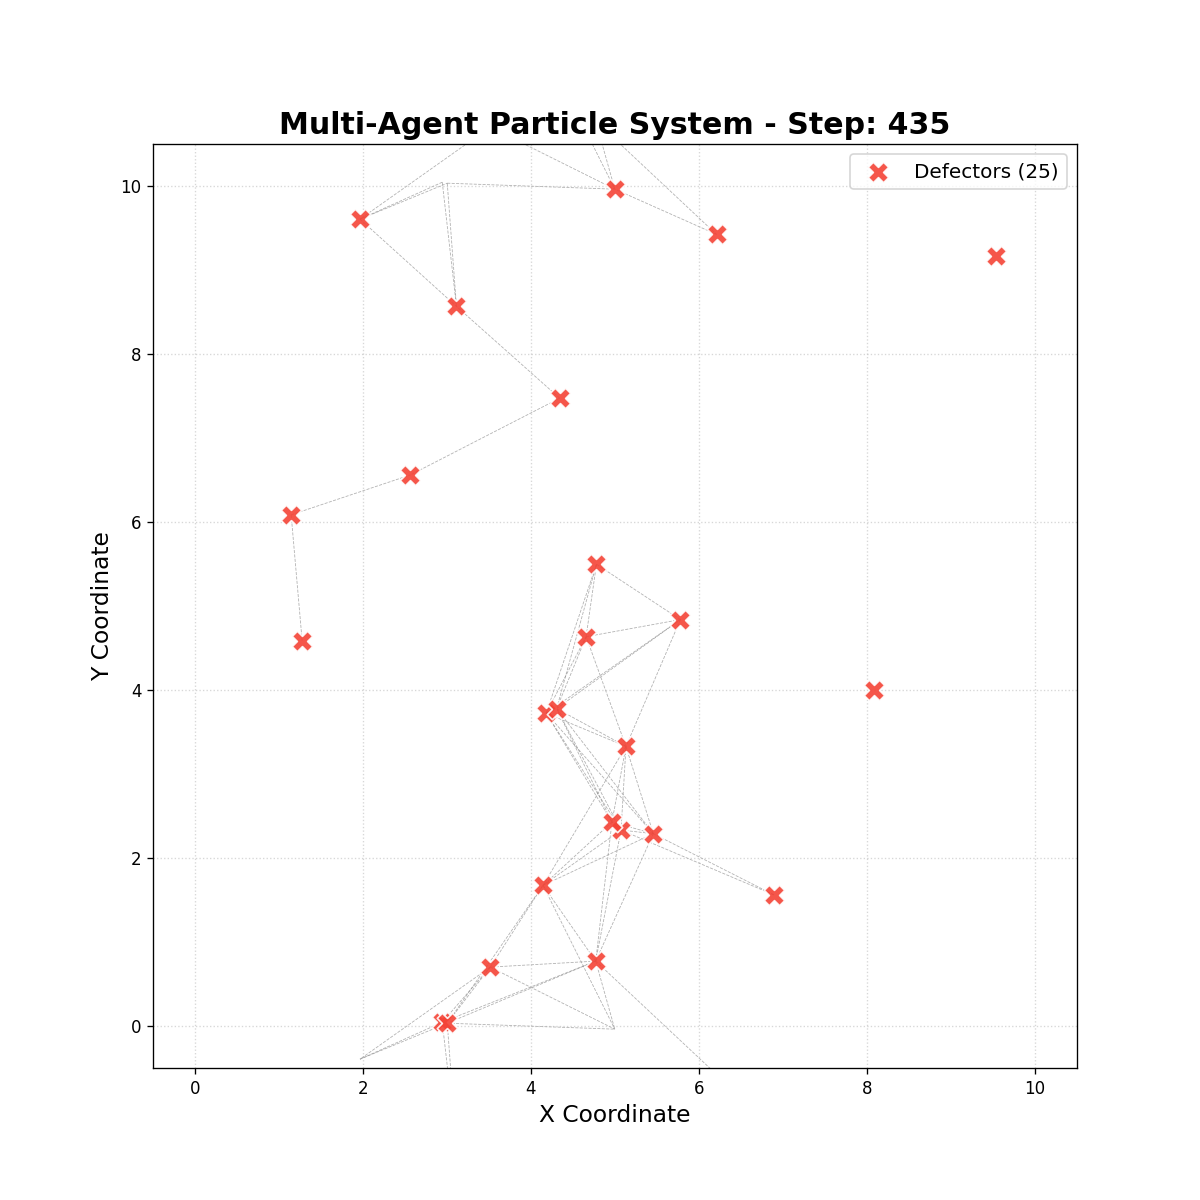 Multi-Agent Particle System - Step: 435
Defectors (25)
10
8
6
4
2
0
Y Coordinate
0 2 4 6 8 10
X Coordinate